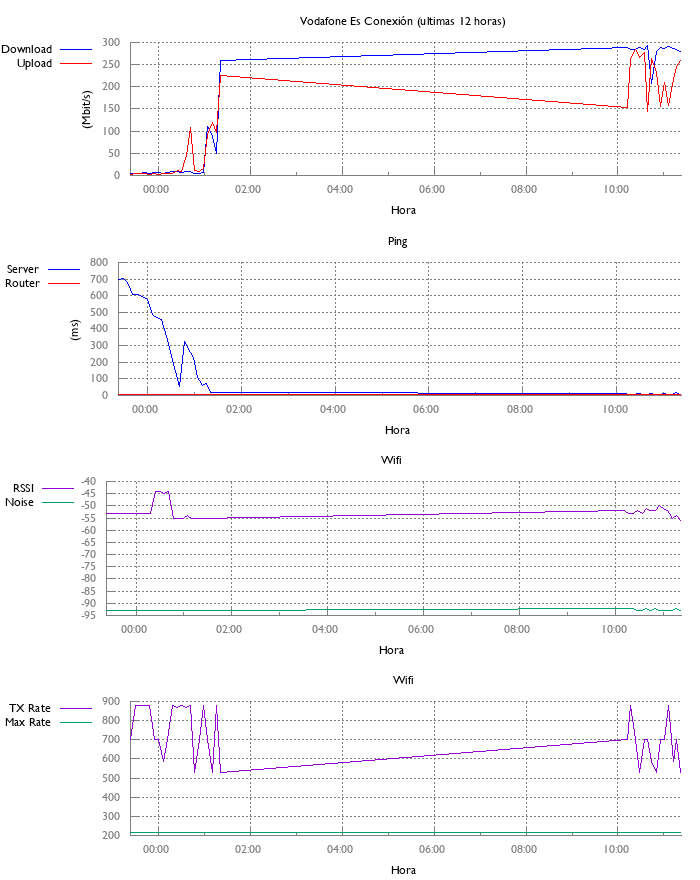 Vodafone Es Conexión (ultimas 12 horas)
Download
Upload
300
250
200
150
100
50
0
(Mbit/s)
00:00 02:00 04:00 06:00 08:00 10:00
Hora
Ping
Server
Router
800
700
600
500
400
300
200
100
0
(ms)
00:00 02:00 04:00 06:00 08:00 10:00
Hora
Wifi
RSSI
Noise
-40
-45
-50
-55
-60
-65
-70
-75
-80
-85
-90
-95
00:00 02:00 04:00 06:00 08:00 10:00
Hora
Wifi
TX Rate
Max Rate
900
800
700
600
500
400
300
200
00:00 02:00 04:00 06:00 08:00 10:00
Hora